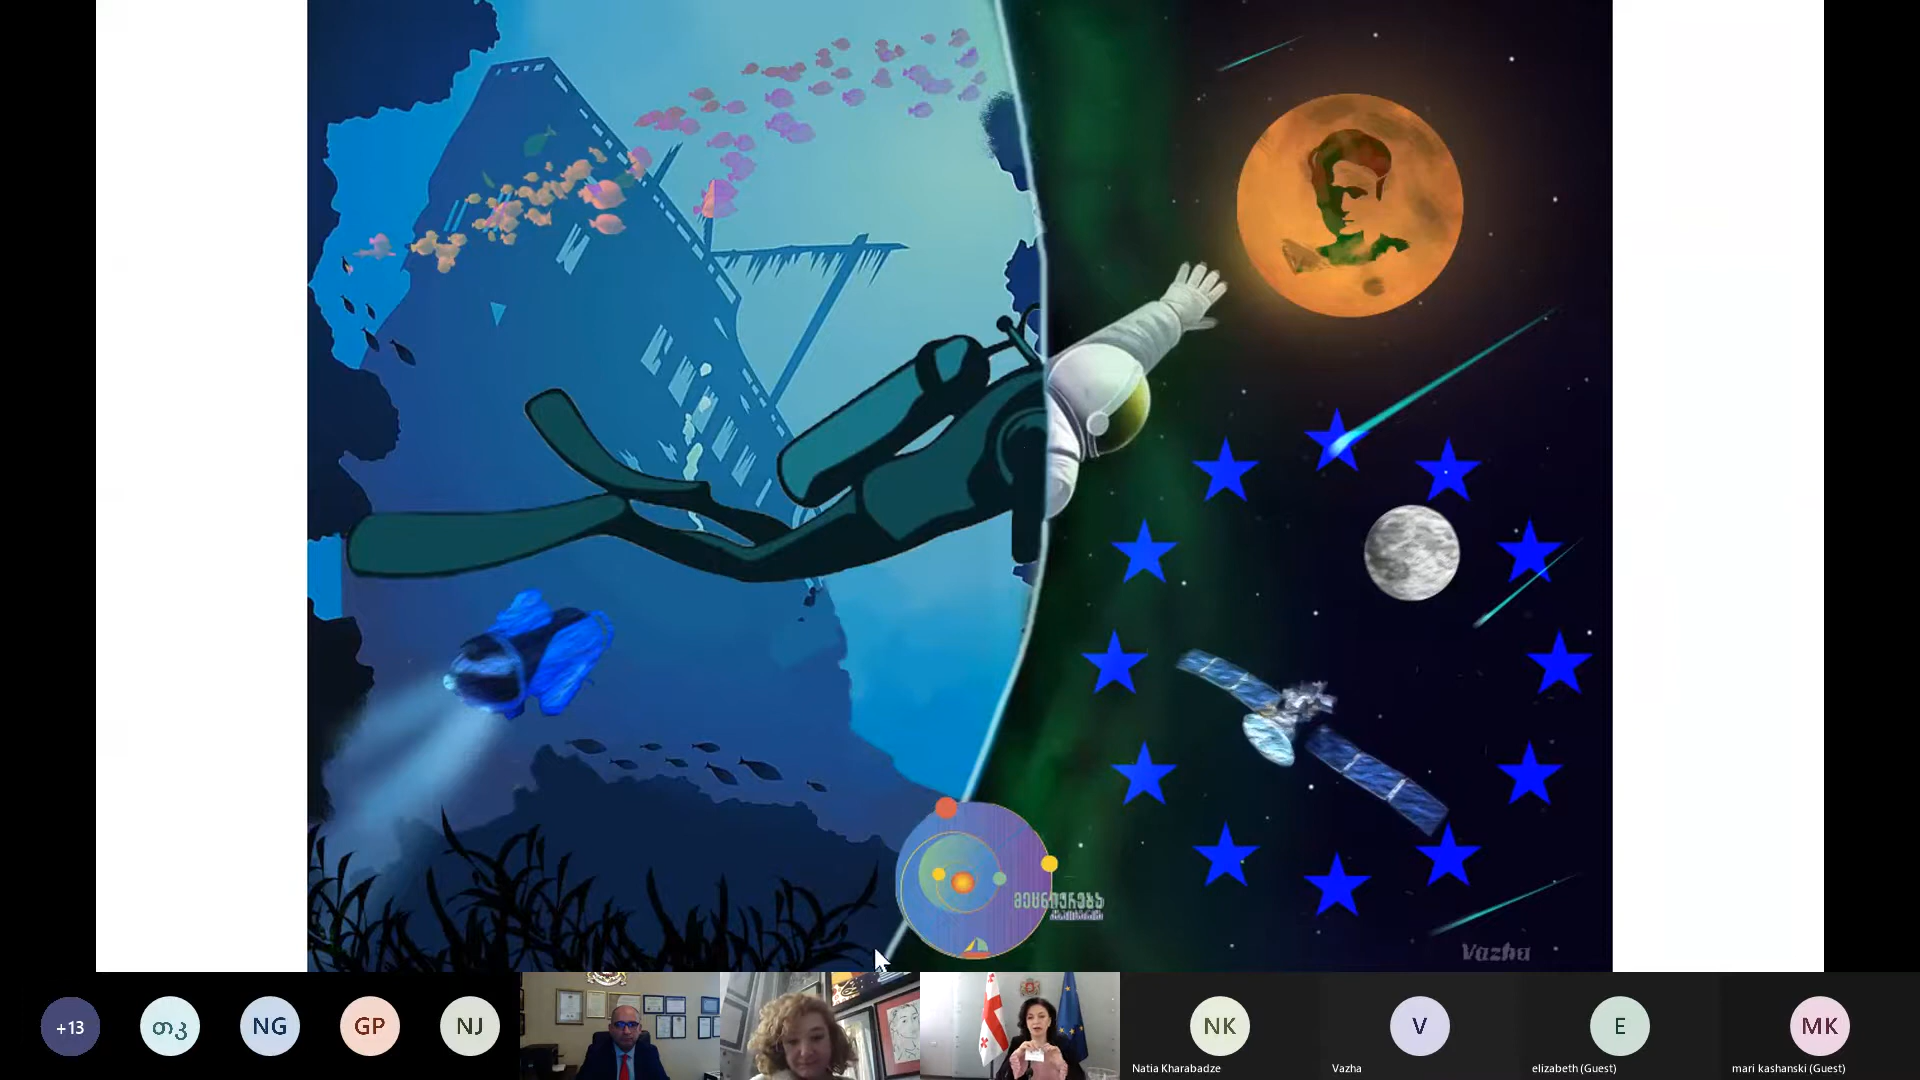 მეცნიერება
Vazha
+13
თკ
NG
GP
NJ
NK
Natia Kharabadze
V
Vazha
E
elizabeth (Guest)
MK
mari kashanski (Guest)